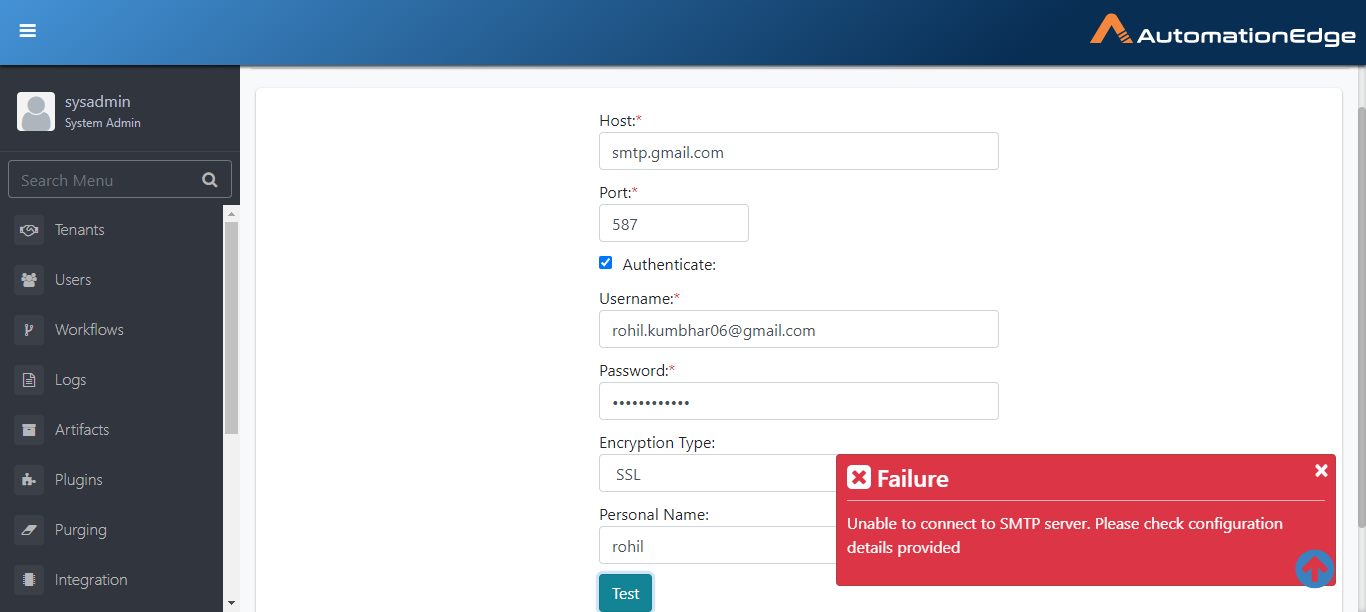 AutomationEdge
sysadmin
System Admin
Search Menu
Tenants
Users
Workflows
Logs
Artifacts
Plugins
Purging
Integration
Host:*
smtp.gmail.com
Port:*
587
Authenticate:
Username:*
rohil.kumbhar06@gmail.com
Password:*
••••••••••••
Encryption Type:
SSL
Personal Name:
rohil
Test
Failure
Unable to connect to SMTP server. Please check configuration
details provided